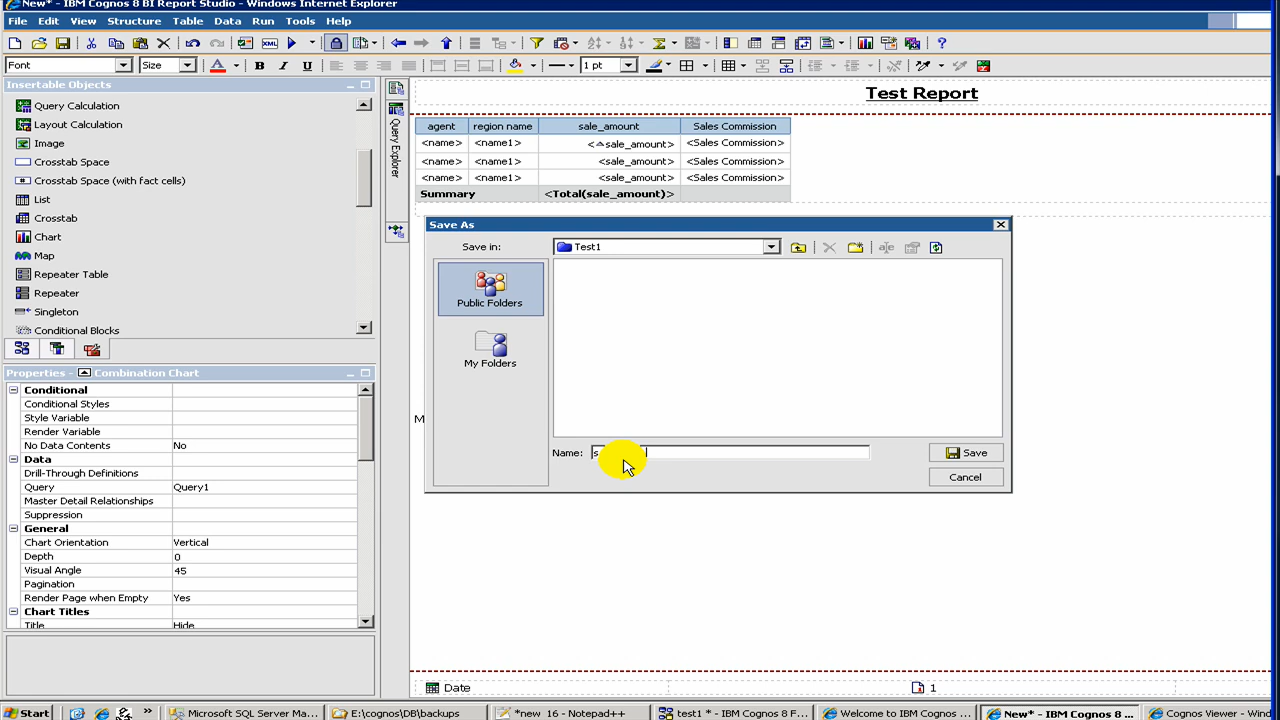 New* - IBM Cognos 8 BI Report Studio - Windows Internet Explorer
File Edit View Structure Table Data Run Tools Help
Font Size 1 pt
Insertable Objects
Query Calculation
Layout Calculation
Image
Crosstab Space
Crosstab Space (with fact cells)
List
Crosstab
Chart
Map
Repeater Table
Repeater
Singleton
Conditional Blocks
Properties - Combination Chart
Conditional
Conditional Styles
Style Variable
Render Variable
No Data Contents No
Data
Drill-Through Definitions
Query Query1
Master Detail Relationships
Suppression
General
Chart Orientation Vertical
Depth 0
Visual Angle 45
Pagination
Render Page when Empty Yes
Chart Titles
Title Hide
Query Explorer
Test Report
agent region name sale_amount Sales Commission
<name> <name1> <sale_amount> <Sales Commission>
<name> <name1> <sale_amount> <Sales Commission>
<name> <name1> <sale_amount> <Sales Commission>
Summary <Total(sale_amount)>
Save As
Save in: Test1
Public Folders
My Folders
Name: s
Save
Cancel
Date 1
Start Microsoft SQL Server Ma... E:\cognos\DB\backups *new 16 - Notepad++ test1 * - IBM Cognos 8 F... Welcome to IBM Cognos ... New* - IBM Cognos 8 ... Cognos Viewer - Wind